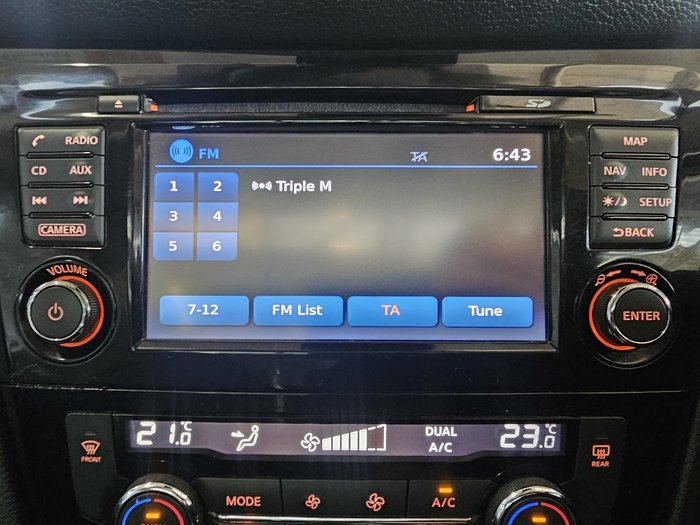 SD
RADIO
CD AUX
CAMERA
VOLUME
FM TA 6:43
1 2 Triple M
3 4
5 6
7-12 FM List TA Tune
MAP
NAV INFO
SETUP
BACK
ENTER
21.0°C DUAL A/C 23.0°C
FRONT
REAR
MODE A/C